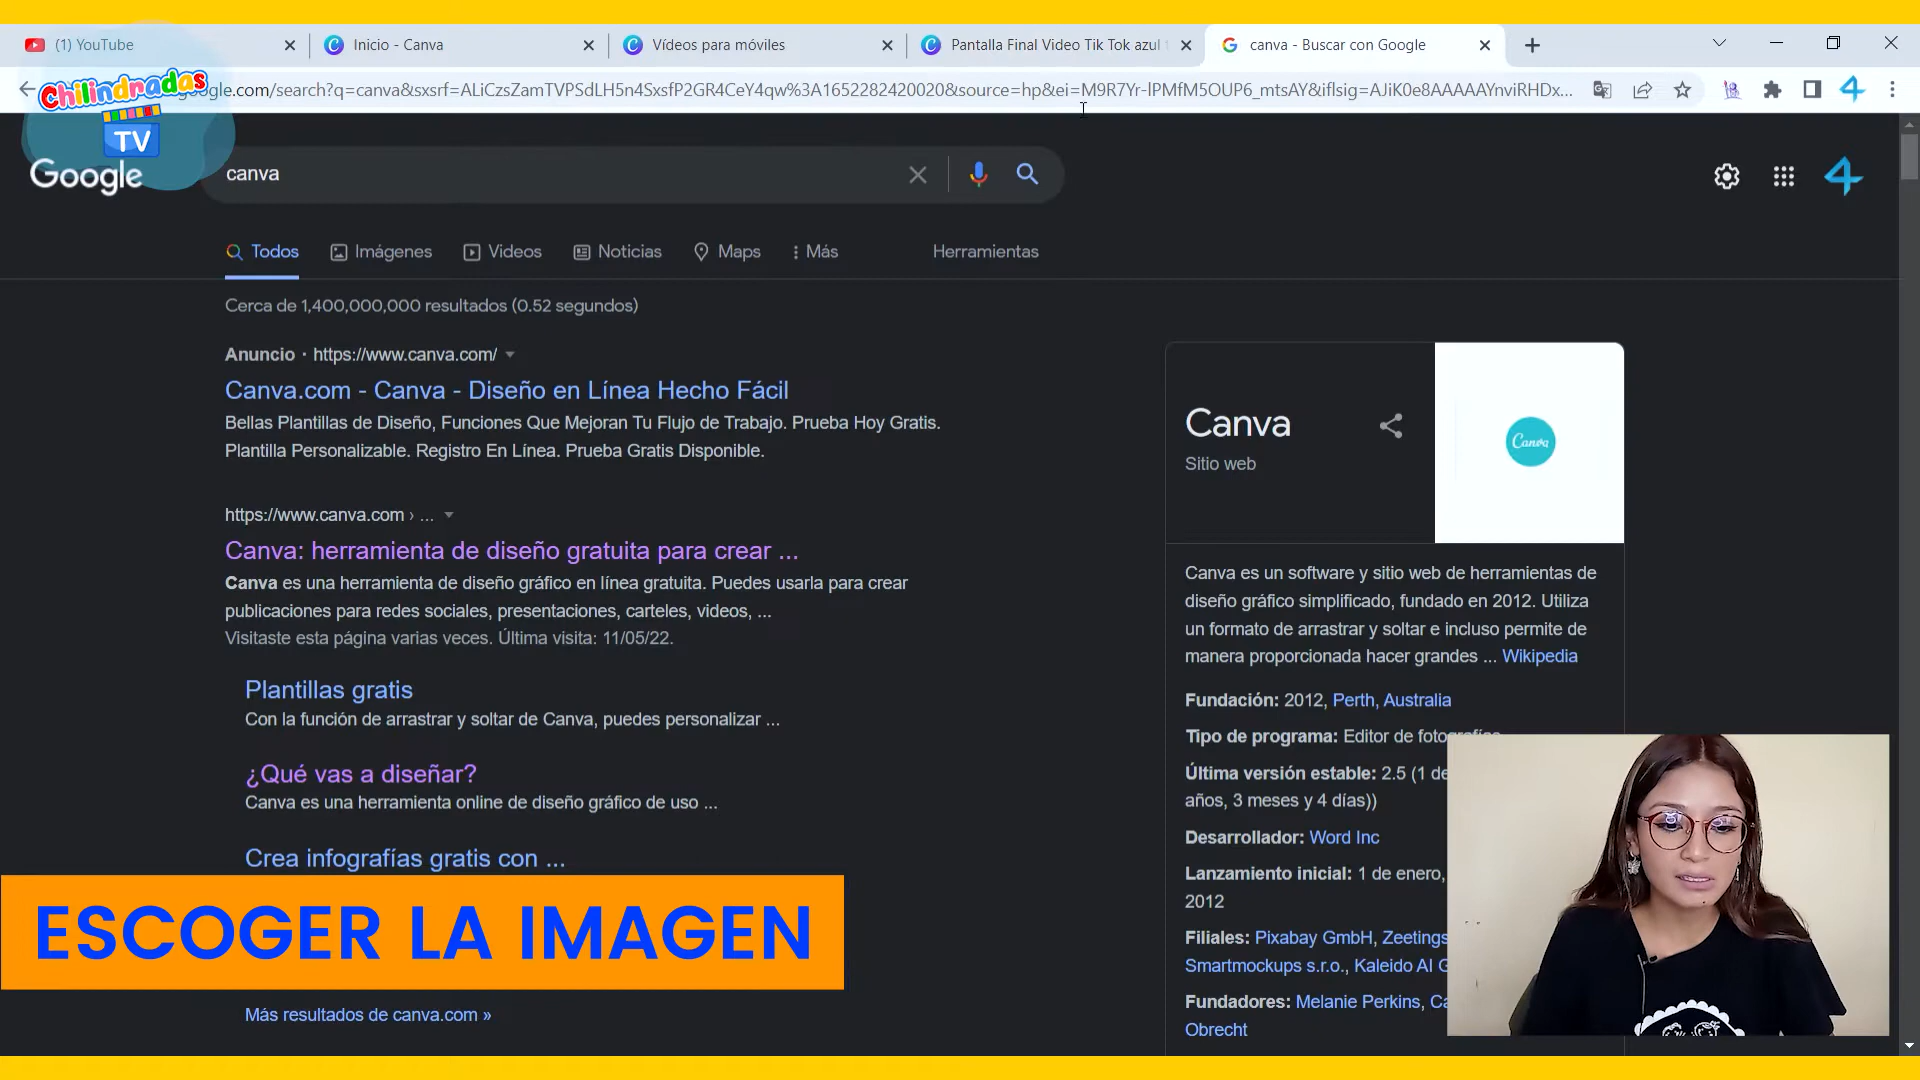 (1) YouTube
Inicio - Canva
Vídeos para móviles
Pantalla Final Video Tik Tok azul
canva - Buscar con Google
gle.com/search?q=canva&sxsrf=ALiCzsZamTVPSdLH5n4SxsfP2GR4CeY4qw%3A1652282420020&source=hp&ei=M9R7Yr-lPMfM5OUP6_mtsAY&iflsig=AJiK0e8AAAAAYnviRHDx...
Chilindradas
TV
Google
canva
Todos
Imágenes
Videos
Noticias
Maps
Más
Herramientas
Cerca de 1,400,000,000 resultados (0.52 segundos)
Anuncio · https://www.canva.com/
Canva.com - Canva - Diseño en Línea Hecho Fácil
Bellas Plantillas de Diseño, Funciones Que Mejoran Tu Flujo de Trabajo. Prueba Hoy Gratis.
Plantilla Personalizable. Registro En Línea. Prueba Gratis Disponible.
https://www.canva.com › ...
Canva: herramienta de diseño gratuita para crear ...
Canva es una herramienta de diseño gráfico en línea gratuita. Puedes usarla para crear
publicaciones para redes sociales, presentaciones, carteles, videos, ...
Visitaste esta página varias veces. Última visita: 11/05/22.
Plantillas gratis
Con la función de arrastrar y soltar de Canva, puedes personalizar ...
¿Qué vas a diseñar?
Canva es una herramienta online de diseño gráfico de uso ...
Crea infografías gratis con ...
ESCOGER LA IMAGEN
Más resultados de canva.com »
Canva
Sitio web
Canva
Canva es un software y sitio web de herramientas de
diseño gráfico simplificado, fundado en 2012. Utiliza
un formato de arrastrar y soltar e incluso permite de
manera proporcionada hacer grandes ... Wikipedia
Fundación: 2012, Perth, Australia
Tipo de programa: Editor de fotografías
Última versión estable: 2.5 (1 de
años, 3 meses y 4 días))
Desarrollador: Word Inc
Lanzamiento inicial: 1 de enero,
2012
Filiales: Pixabay GmbH, Zeetings
Smartmockups s.r.o., Kaleido AI G
Fundadores: Melanie Perkins, Ca
Obrecht